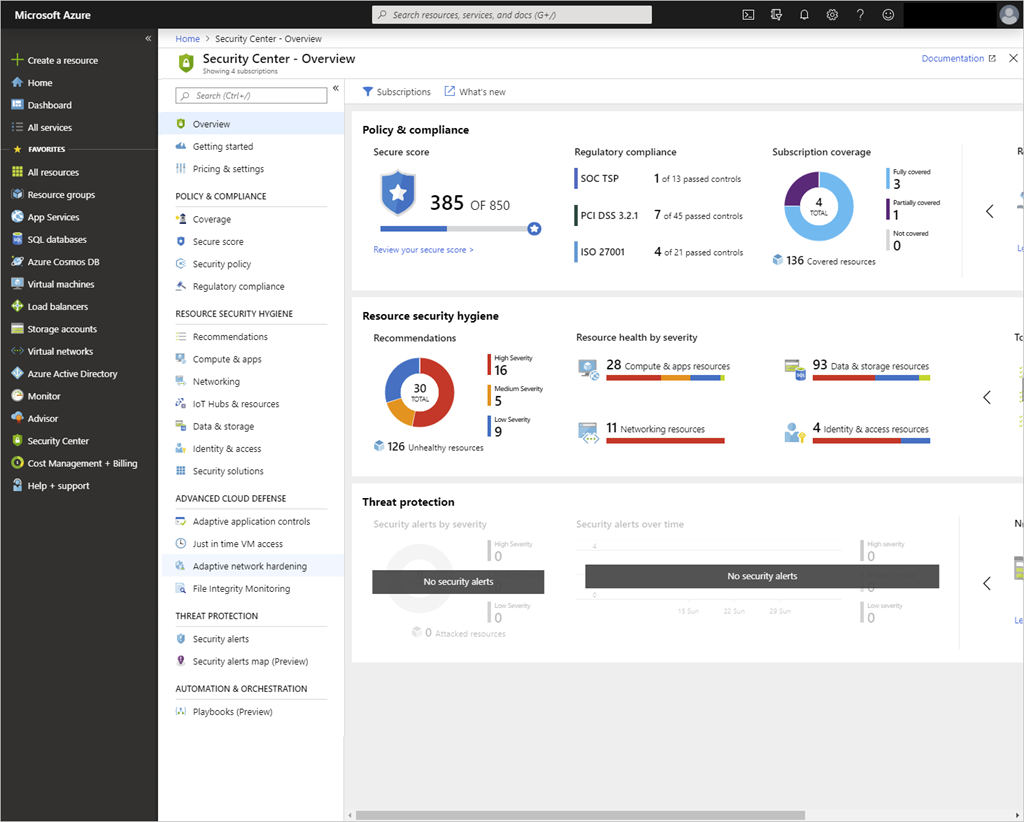 Microsoft Azure
Search resources, services, and docs (G+/)
Create a resource
Home
Dashboard
All services
FAVORITES
All resources
Resource groups
App Services
SQL databases
Azure Cosmos DB
Virtual machines
Load balancers
Storage accounts
Virtual networks
Azure Active Directory
Monitor
Advisor
Security Center
Cost Management + Billing
Help + support
Home > Security Center - Overview
Security Center - Overview
Showing 4 subscriptions
Documentation
Search (Ctrl+/)
Overview
Getting started
Pricing & settings
POLICY & COMPLIANCE
Coverage
Secure score
Security policy
Regulatory compliance
RESOURCE SECURITY HYGIENE
Recommendations
Compute & apps
Networking
IoT Hubs & resources
Data & storage
Identity & access
Security solutions
ADVANCED CLOUD DEFENSE
Adaptive application controls
Just in time VM access
Adaptive network hardening
File Integrity Monitoring
THREAT PROTECTION
Security alerts
Security alerts map (Preview)
AUTOMATION & ORCHESTRATION
Playbooks (Preview)
Subscriptions
What's new
Policy & compliance
Secure score
385 OF 850
Review your secure score >
Regulatory compliance
SOC TSP 1 of 13 passed controls
PCI DSS 3.2.1 7 of 45 passed controls
ISO 27001 4 of 21 passed controls
Subscription coverage
4
TOTAL
Fully covered
3
Partially covered
1
Not covered
0
136 Covered resources
Resource security hygiene
Recommendations
30
TOTAL
High Severity
16
Medium Severity
5
Low Severity
9
126 Unhealthy resources
Resource health by severity
28 Compute & apps resources
93 Data & storage resources
11 Networking resources
4 Identity & access resources
Threat protection
Security alerts by severity
High Severity
0
No security alerts
Low Severity
0
0 Attacked resources
Security alerts over time
4
0
15 Sun
22 Sun
29 Sun
High severity
0
No security alerts
Low severity
0